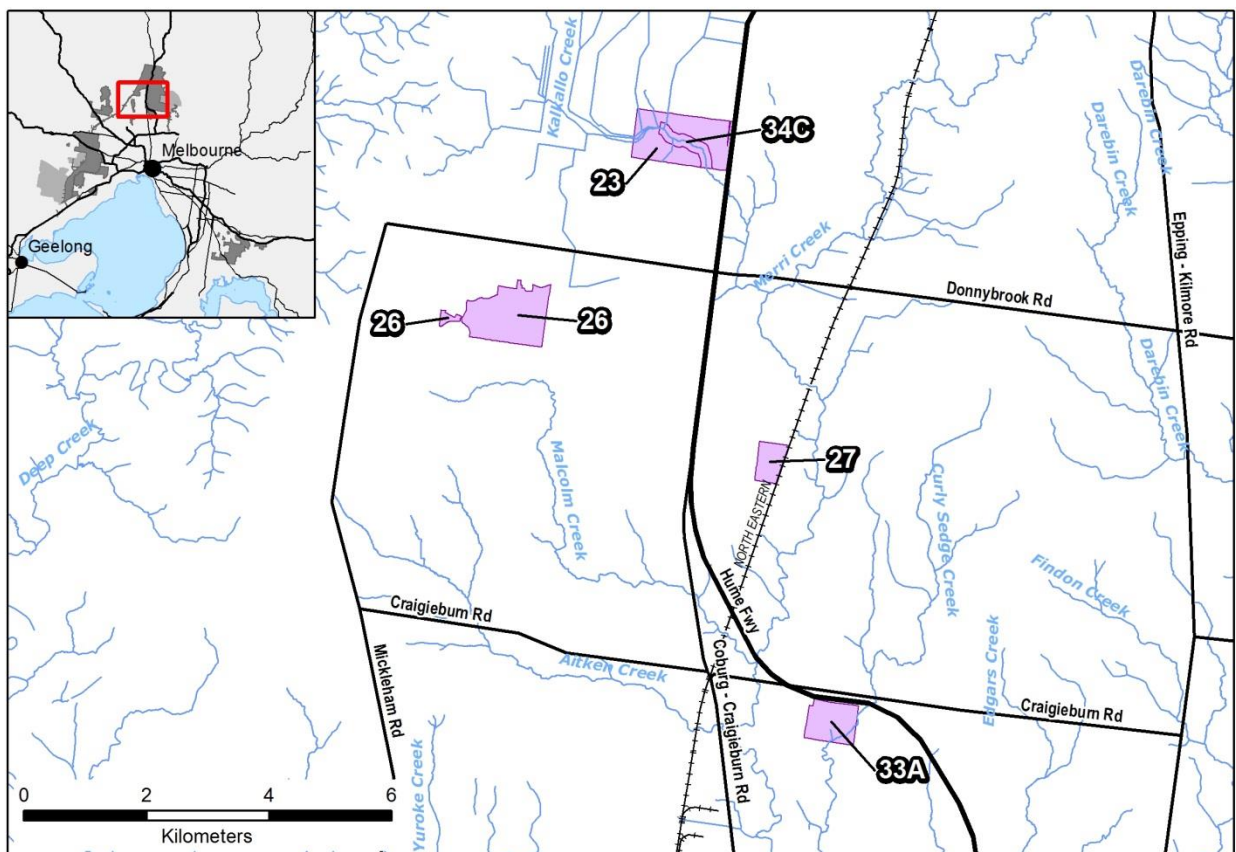 Melbourne
Geelong
Kalkallo Creek
34C
23
Darebin Creek
Darebin Creek
Merri Creek
Epping - Kilmore Rd
Donnybrook Rd
26
26
Darebin Creek
Deep Creek
Malcolm Creek
27
NORTH EASTERN
Curly Sedge Creek
Findon Creek
Hume Fwy
Craigieburn Rd
Mickleham Rd
Aitken Creek
Coburg - Craigieburn Rd
Edgars Creek
Craigieburn Rd
33A
Yuroke Creek
0 2 4 6
Kilometers